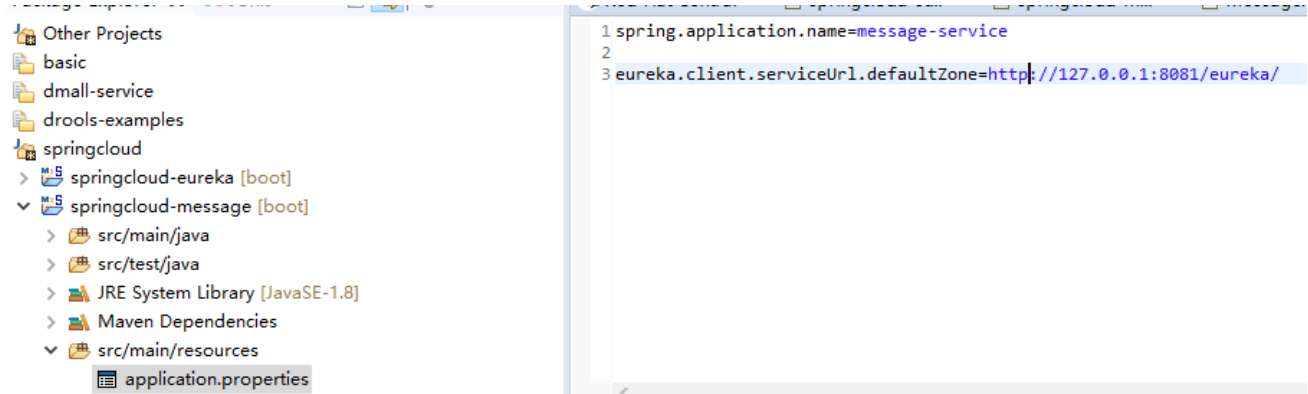 Other Projects
basic
dmall-service
drools-examples
springcloud
springcloud-eureka [boot]
springcloud-message [boot]
src/main/java
src/test/java
JRE System Library [JavaSE-1.8]
Maven Dependencies
src/main/resources
application.properties
1 spring.application.name=message-service
2
3 eureka.client.serviceUrl.defaultZone=http://127.0.0.1:8081/eureka/